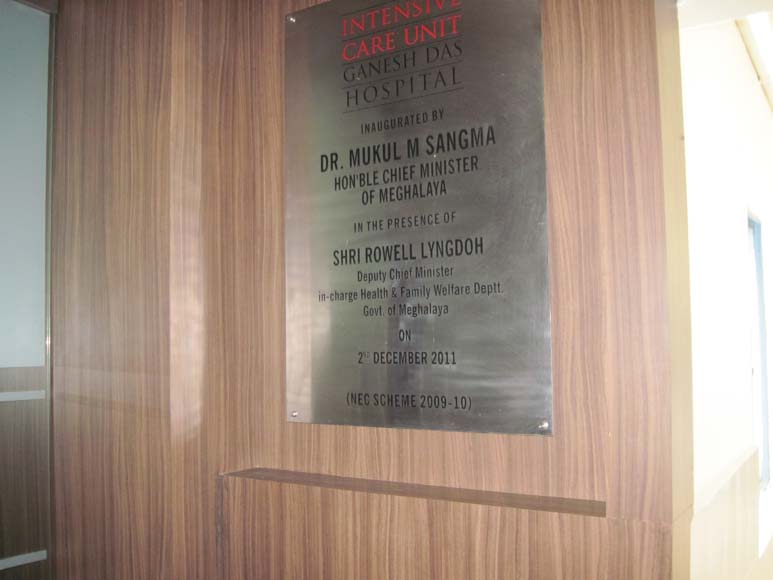 INTENSIVE
CARE UNIT
GANESH DAS
HOSPITAL
INAUGURATED BY
DR. MUKUL M SANGMA
HON'BLE CHIEF MINISTER
OF MEGHALAYA
IN THE PRESENCE OF
SHRI ROWELL LYNGDOH
Deputy Chief Minister
in-charge Health & Family Welfare Deptt.
Govt. of Meghalaya
ON
2ND DECEMBER 2011
(NEC SCHEME 2009-10)